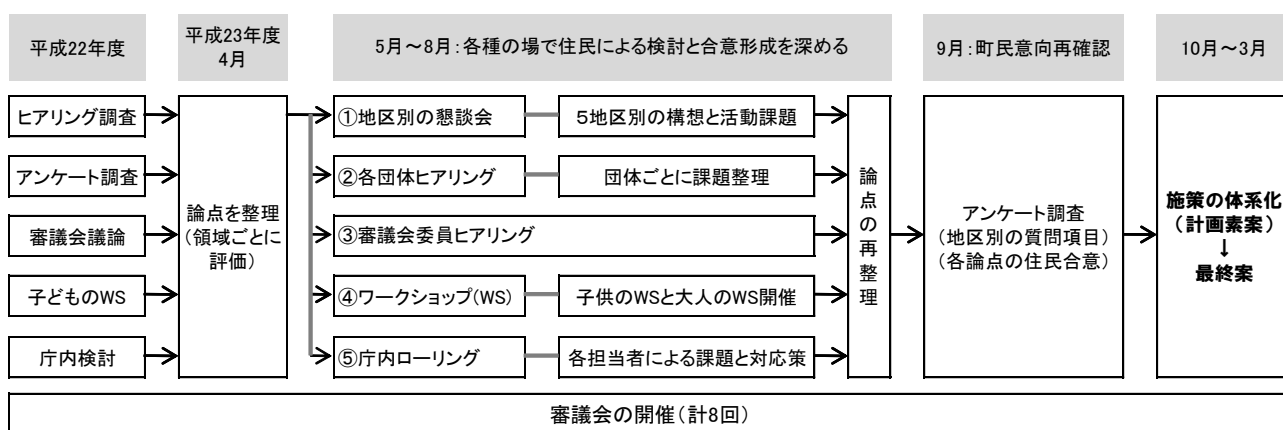 平成22年度
平成23年度
4月
5月～8月：各種の場で住民による検討と合意形成を深める
9月：町民意向再確認
10月～3月
ヒアリング調査
アンケート調査
審議会議論
子どものWS
庁内検討
論点を整理
(領域ごとに
評価)
①地区別の懇談会
5地区別の構想と活動課題
②各団体ヒアリング
団体ごとに課題整理
③審議会委員ヒアリング
④ワークショップ(WS)
子供のWSと大人のWS開催
⑤庁内ローリング
各担当者による課題と対応策
論点の再整理
アンケート調査
(地区別の質問項目)
(各論点の住民合意)
施策の体系化
(計画素案)
↓
最終案
審議会の開催(計8回)